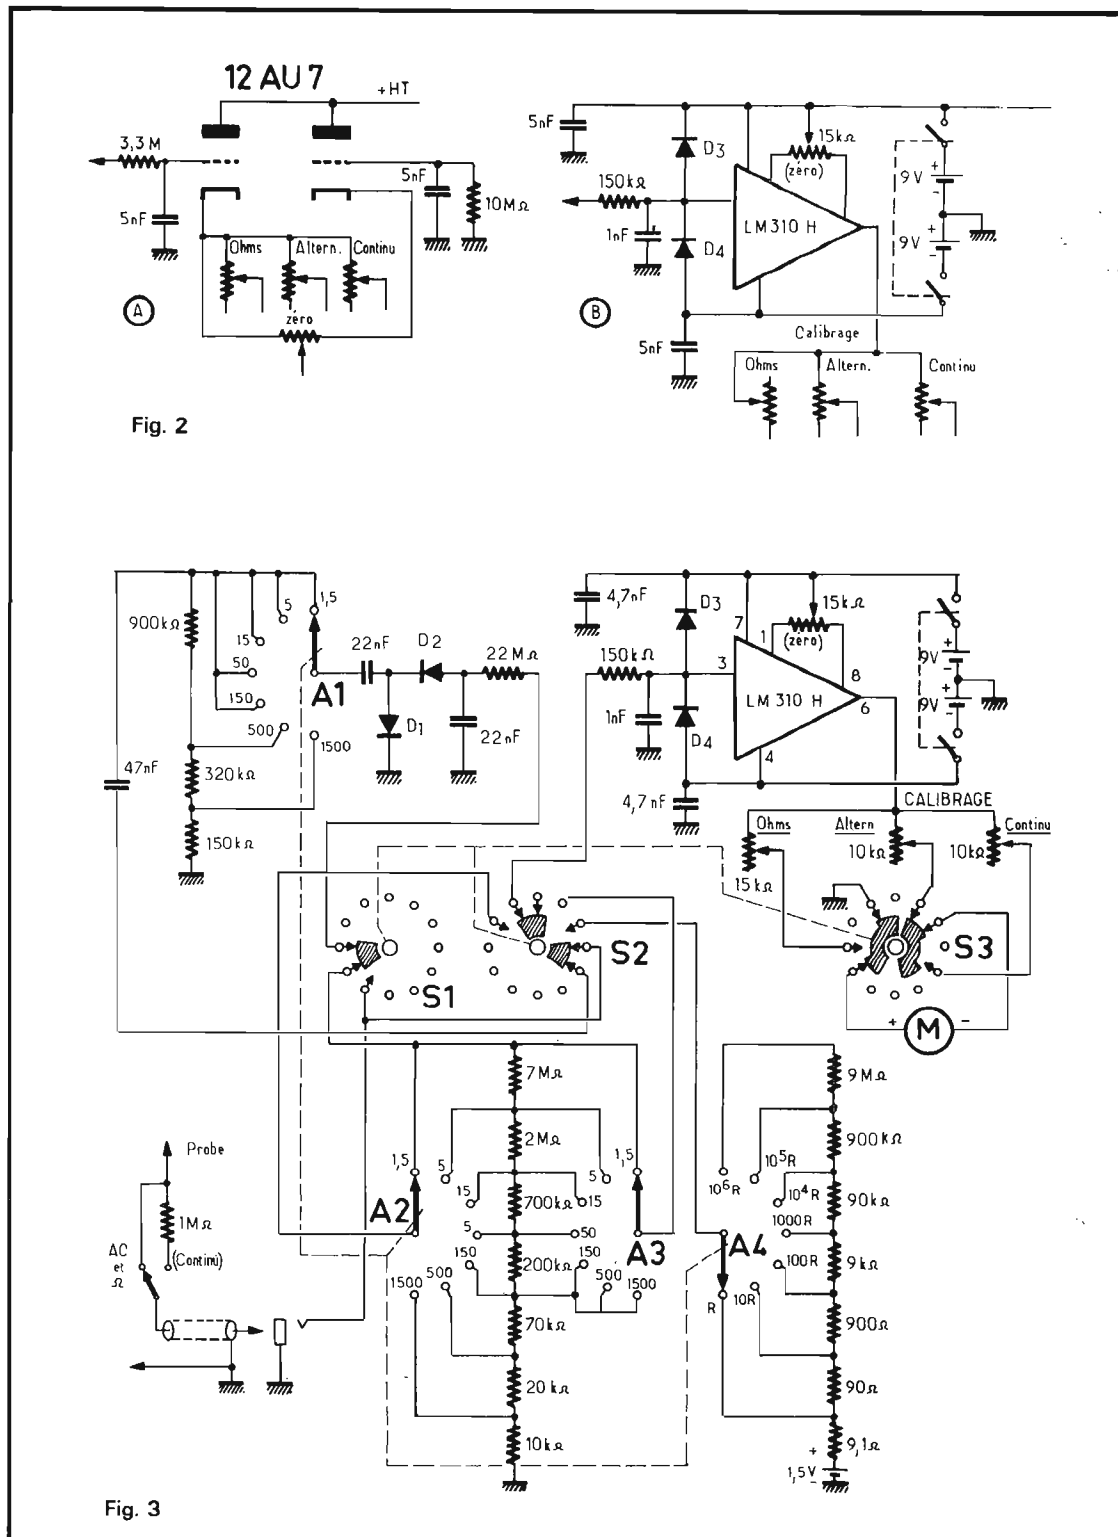 12 AU 7
+HT
3,3 M
5nF
5nF
10MΩ
Ohms
Altern.
Continu
zéro
A
Fig. 2
5nF
D3
15kΩ
(zéro)
150kΩ
1nF
D4
LM 310 H
9V
+
-
9V
+
-
B
5nF
Calibrage
Ohms
Altern.
Continu
900kΩ
5
1,5
15
50
150
500
1500
A1
22nF
D2
22MΩ
D1
22nF
47nF
320kΩ
150kΩ
4,7nF
D3
15kΩ
7
1
(zéro)
150kΩ
3
8
LM 310 H
6
1nF
D4
4
9V
+
-
9V
+
-
4,7nF
CALIBRAGE
Ohms
Altern
Continu
15kΩ
10kΩ
10kΩ
S1
S2
S3
+
M
-
7MΩ
2MΩ
1,5
5
5
1,5
15
700kΩ
15
A2
5
50
A3
150
200kΩ
150
1500
500
500
1500
70kΩ
20kΩ
10kΩ
9MΩ
900kΩ
10⁶R
10⁵R
10⁴R
90kΩ
1000R
A4
100R
9kΩ
R
10R
900Ω
90Ω
9,1Ω
+
1,5V
-
Probe
1MΩ
AC
et
Ω
(Continu)
Fig. 3